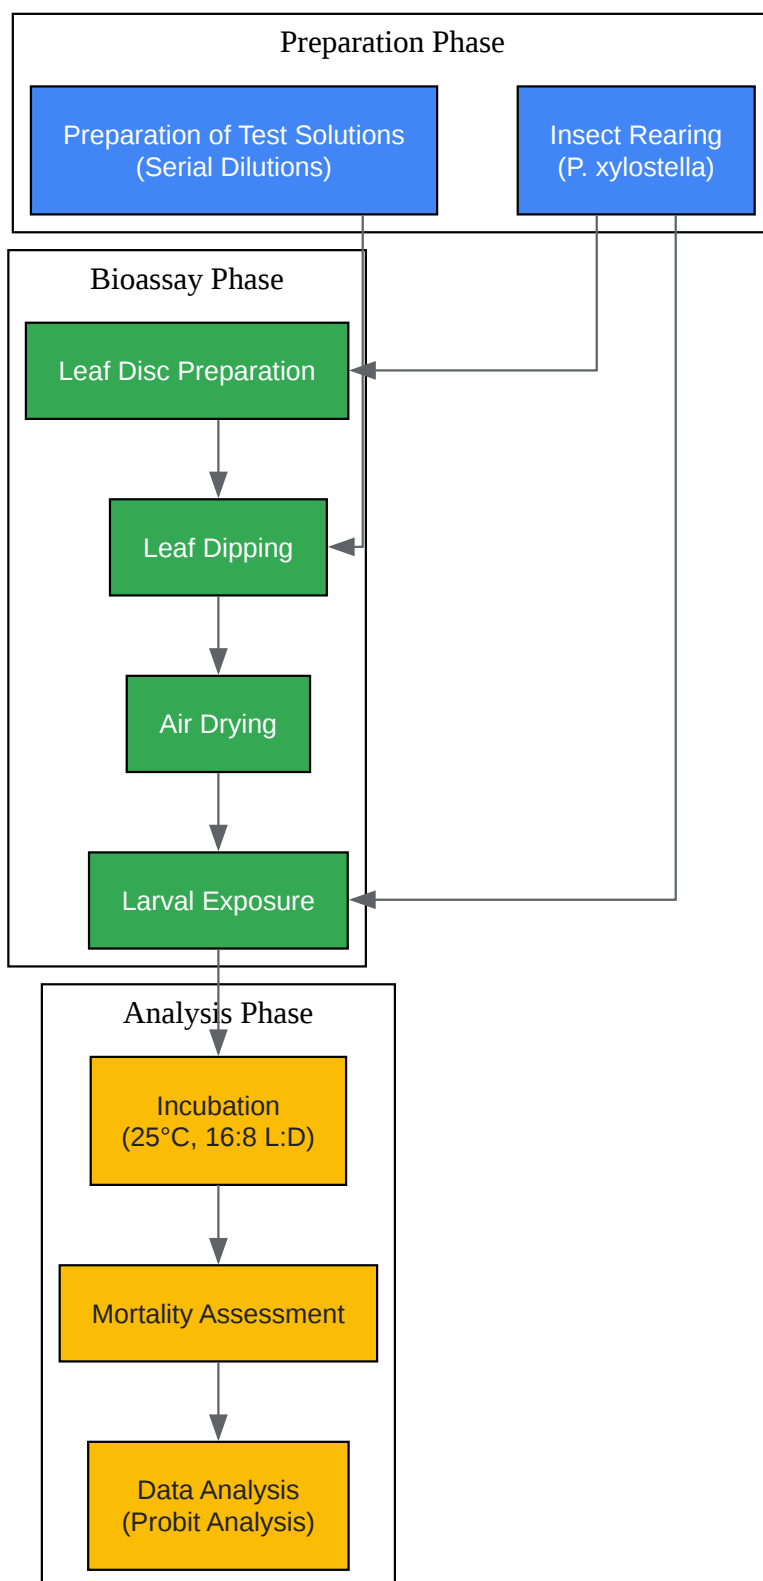 Preparation Phase
Preparation of Test Solutions
(Serial Dilutions)
Insect Rearing
(P. xylostella)
Bioassay Phase
Leaf Disc Preparation
Leaf Dipping
Air Drying
Larval Exposure
Analysis Phase
Incubation
(25°C, 16:8 L:D)
Mortality Assessment
Data Analysis
(Probit Analysis)